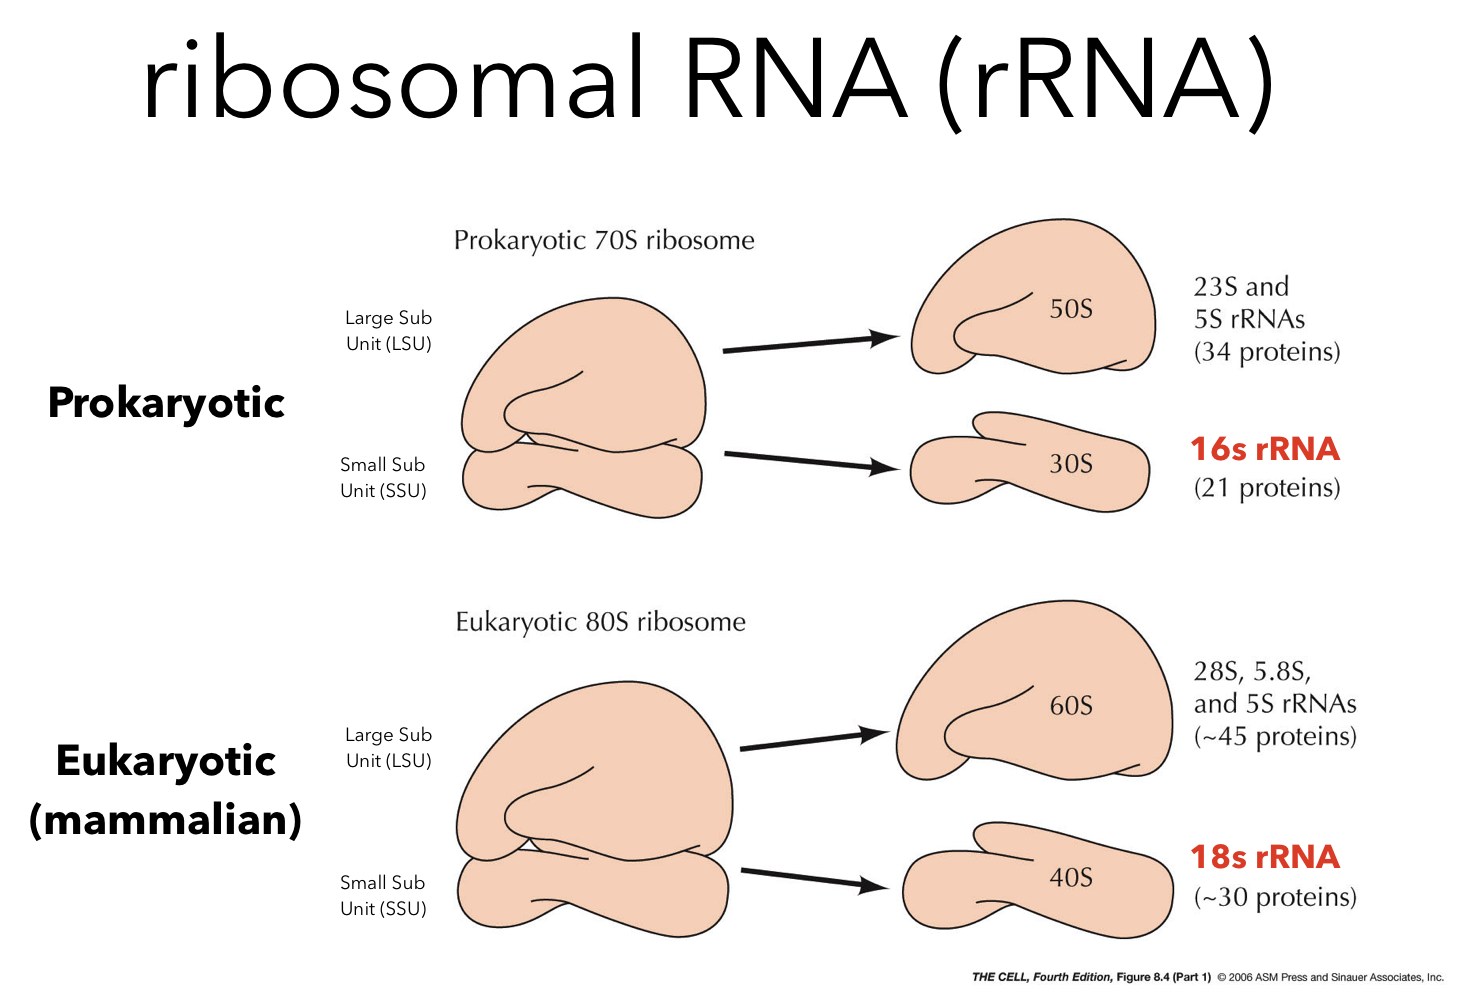 ribosomal RNA (rRNA)
Prokaryotic 70S ribosome
Large Sub
Unit (LSU)
50S
23S and
5S rRNAs
(34 proteins)
Prokaryotic
Small Sub
Unit (SSU)
30S
16s rRNA
(21 proteins)
Eukaryotic 80S ribosome
Large Sub
Unit (LSU)
60S
28S, 5.8S,
and 5S rRNAs
(~45 proteins)
Eukaryotic
(mammalian)
Small Sub
Unit (SSU)
40S
18s rRNA
(~30 proteins)
THE CELL, Fourth Edition, Figure 8.4 (Part 1) © 2006 ASM Press and Sinauer Associates, Inc.